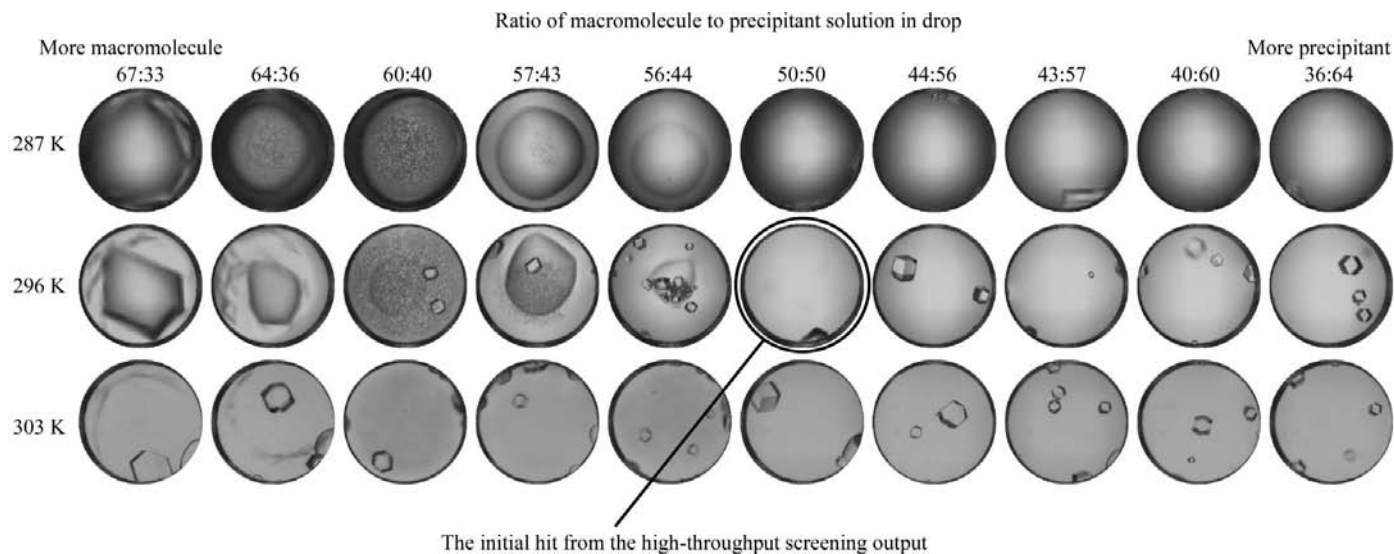 Ratio of macromolecule to precipitant solution in drop
More macromolecule More precipitant
67:33 64:36 60:40 57:43 56:44 50:50 44:56 43:57 40:60 36:64
287 K
296 K
303 K
The initial hit from the high-throughput screening output